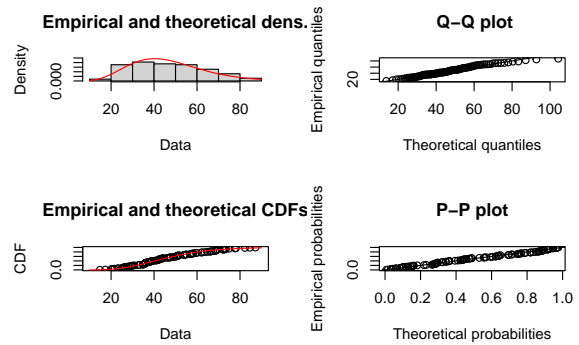 Empirical and theoretical dens.
Density
0.000
20 40 60 80
Data
Q−Q plot
Empirical quantiles
20
20 40 60 80 100
Theoretical quantiles
Empirical and theoretical CDFs
CDF
0.0
20 40 60 80
Data
P−P plot
Empirical probabilities
0.0
0.0 0.2 0.4 0.6 0.8 1.0
Theoretical probabilities